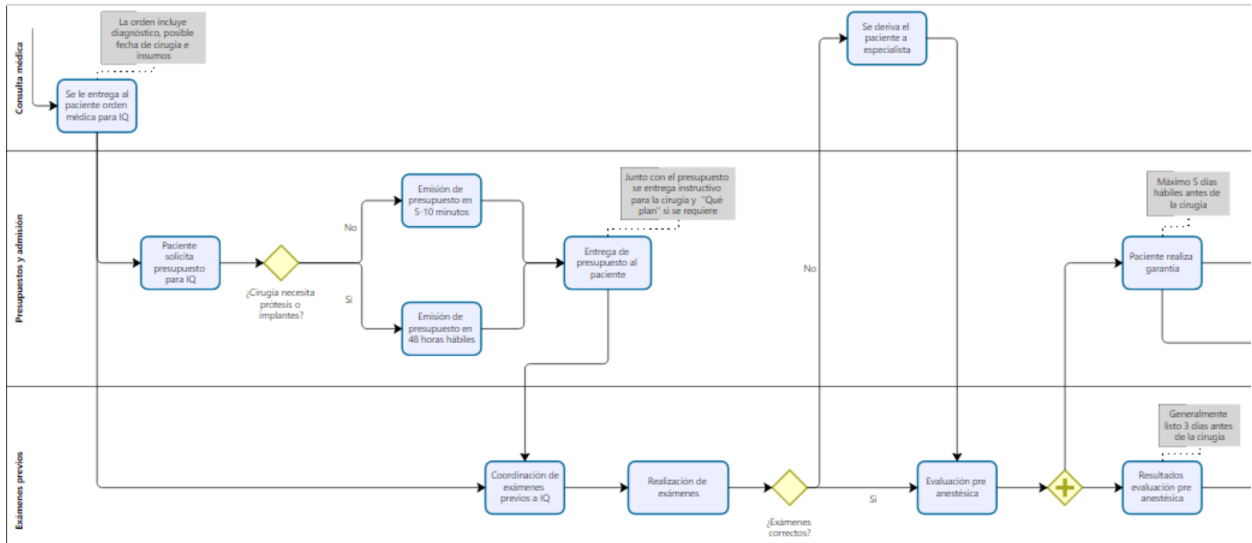 Consulta médica
La orden incluye
diagnóstico, posible
fecha de cirugía e
insumos
Se le entrega al
paciente orden
médica para IQ
Se deriva el
paciente a
especialista
Presupuestos y admisión
Paciente
solicita
presupuesto
para IQ
¿Cirugía necesita
prótesis o
implantes?
No
Si
Emisión de
presupuesto en
5-10 minutos
Emisión de
presupuesto en
48 horas hábiles
Junto con el presupuesto
se entrega instructivo
para la cirugía y "Qué
plan" si se requiere
Entrega de
presupuesto al
paciente
No
Máximo 5 días
hábiles antes de
la cirugía
Paciente realiza
garantía
Exámenes previos
Coordinación de
exámenes
previos a IQ
Realización de
exámenes
¿Exámenes
correctos?
Si
Evaluación pre
anestésica
Generalmente
listo 3 días antes
de la cirugía
Resultados
evaluación pre
anestésica